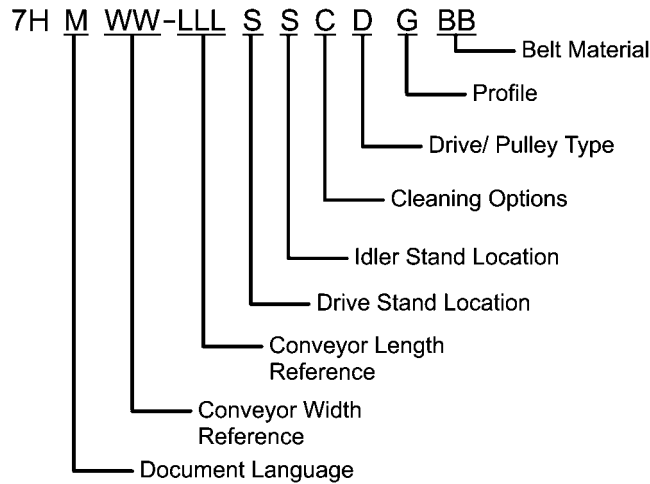 7H M WW-LLL S S C D G BB
Belt Material
Profile
Drive/ Pulley Type
Cleaning Options
Idler Stand Location
Drive Stand Location
Conveyor Length
Reference
Conveyor Width
Reference
Document Language